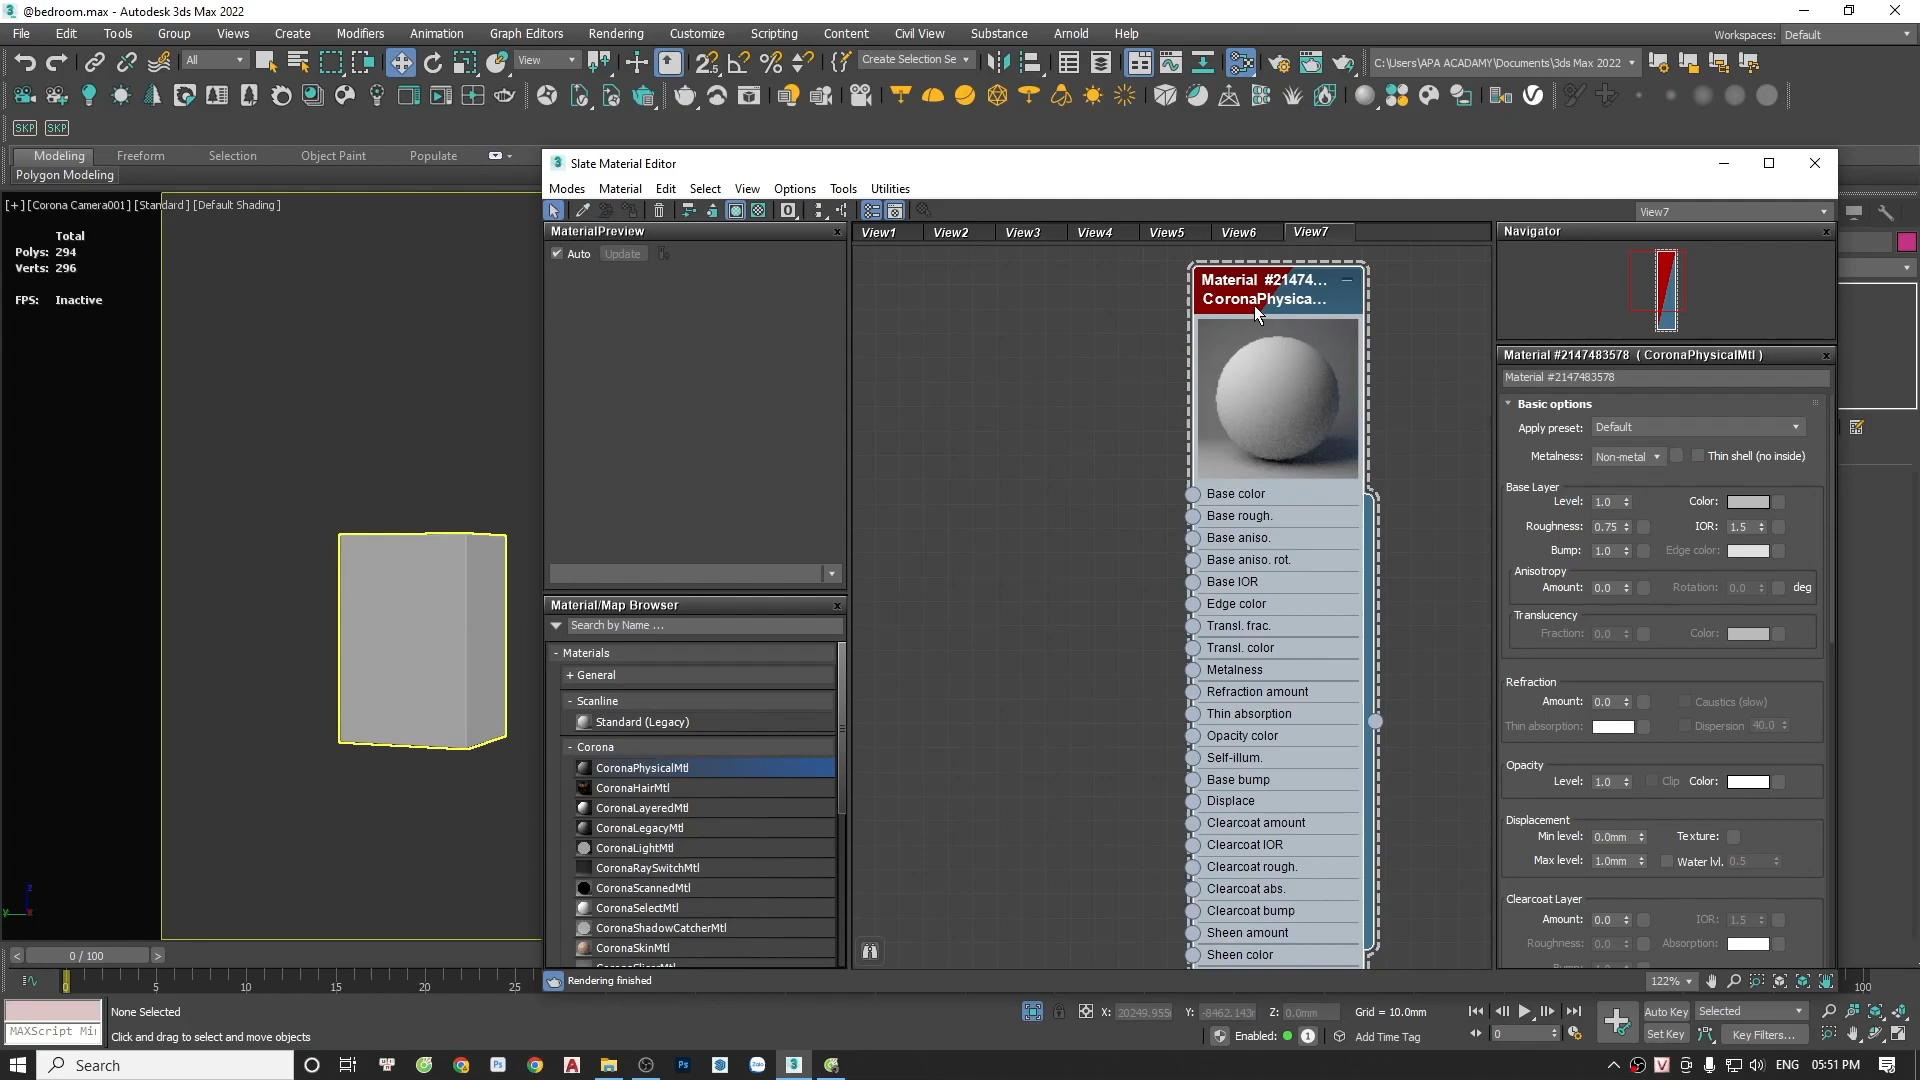 @bedroom.max - Autodesk 3ds Max 2022
File Edit Tools Group Views Create Modifiers Animation Graph Editors Rendering Customize Scripting Content Civil View Substance Arnold Help
Workspaces: Default
All
View
Create Selection Se
C:\Users\APA ACADAMY\Documents\3ds Max 2022
SKP SKP
Modeling Freeform Selection Object Paint Populate
Polygon Modeling
Slate Material Editor
Modes Material Edit Select View Options Tools Utilities
View7
[+] [Corona Camera001] [Standard] [Default Shading]
Total
Polys: 294
Verts: 296
FPS: Inactive
MaterialPreview
Auto Update
View1 View2 View3 View4 View5 View6 View7
Navigator
Material #21474...
CoronaPhysica...
Base color
Base rough.
Base aniso.
Base aniso. rot.
Base IOR
Edge color
Transl. frac.
Transl. color
Metalness
Refraction amount
Thin absorption
Opacity color
Self-illum.
Base bump
Displace
Clearcoat amount
Clearcoat IOR
Clearcoat rough.
Clearcoat abs.
Clearcoat bump
Sheen amount
Sheen color
Material/Map Browser
Search by Name ...
- Materials
+ General
- Scanline
Standard (Legacy)
- Corona
CoronaPhysicalMtl
CoronaHairMtl
CoronaLayeredMtl
CoronaLegacyMtl
CoronaLightMtl
CoronaRaySwitchMtl
CoronaScannedMtl
CoronaSelectMtl
CoronaShadowCatcherMtl
CoronaSkinMtl
Material #2147483578 ( CoronaPhysicalMtl )
Material #2147483578
Basic options
Apply preset: Default
Metalness: Non-metal Thin shell (no inside)
Base Layer
Level: 1.0 Color:
Roughness: 0.75 IOR: 1.5
Bump: 1.0 Edge color:
Anisotropy
Amount: 0.0 Rotation: 0.0 deg
Translucency
Fraction: 0.0 Color:
Refraction
Amount: 0.0 Caustics (slow)
Thin absorption: Dispersion 40.0
Opacity
Level: 1.0 Clip Color:
Displacement
Min level: 0.0mm Texture:
Max level: 1.0mm Water lvl. 0.5
Clearcoat Layer
Amount: 0.0 IOR: 1.5
Roughness: 0.0 Absorption:
Rendering finished
122%
0 / 100
0 5 10 15 20 25 100
None Selected
Click and drag to select and move objects
MAXScript Mi
X: 20249.955 Y: -8462.143 Z: 0.0mm Grid = 10.0mm
Enabled: 1 Add Time Tag
0
Auto Key Selected
Set Key Key Filters...
Search
ENG 05:51 PM